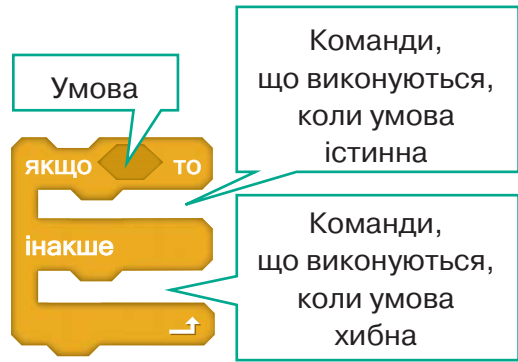 Умова
Команди,
що виконуються,
коли умова
істинна
якщо то
інакше
Команди,
що виконуються,
коли умова
хибна